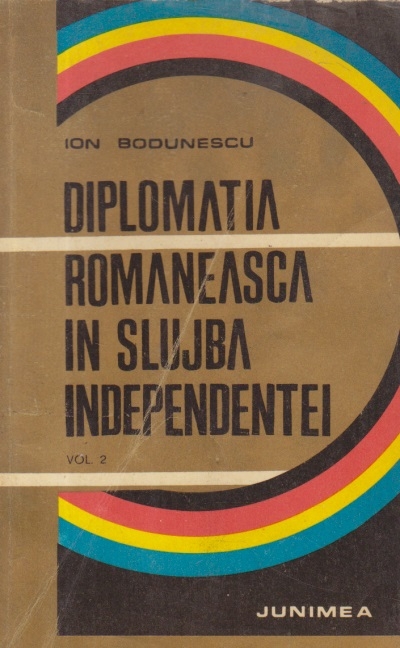 ION BODUNESCU
DIPLOMATIA
ROMANEASCA
IN SLUJBA
INDEPENDENTEI
VOL. 2
JUNIMEA